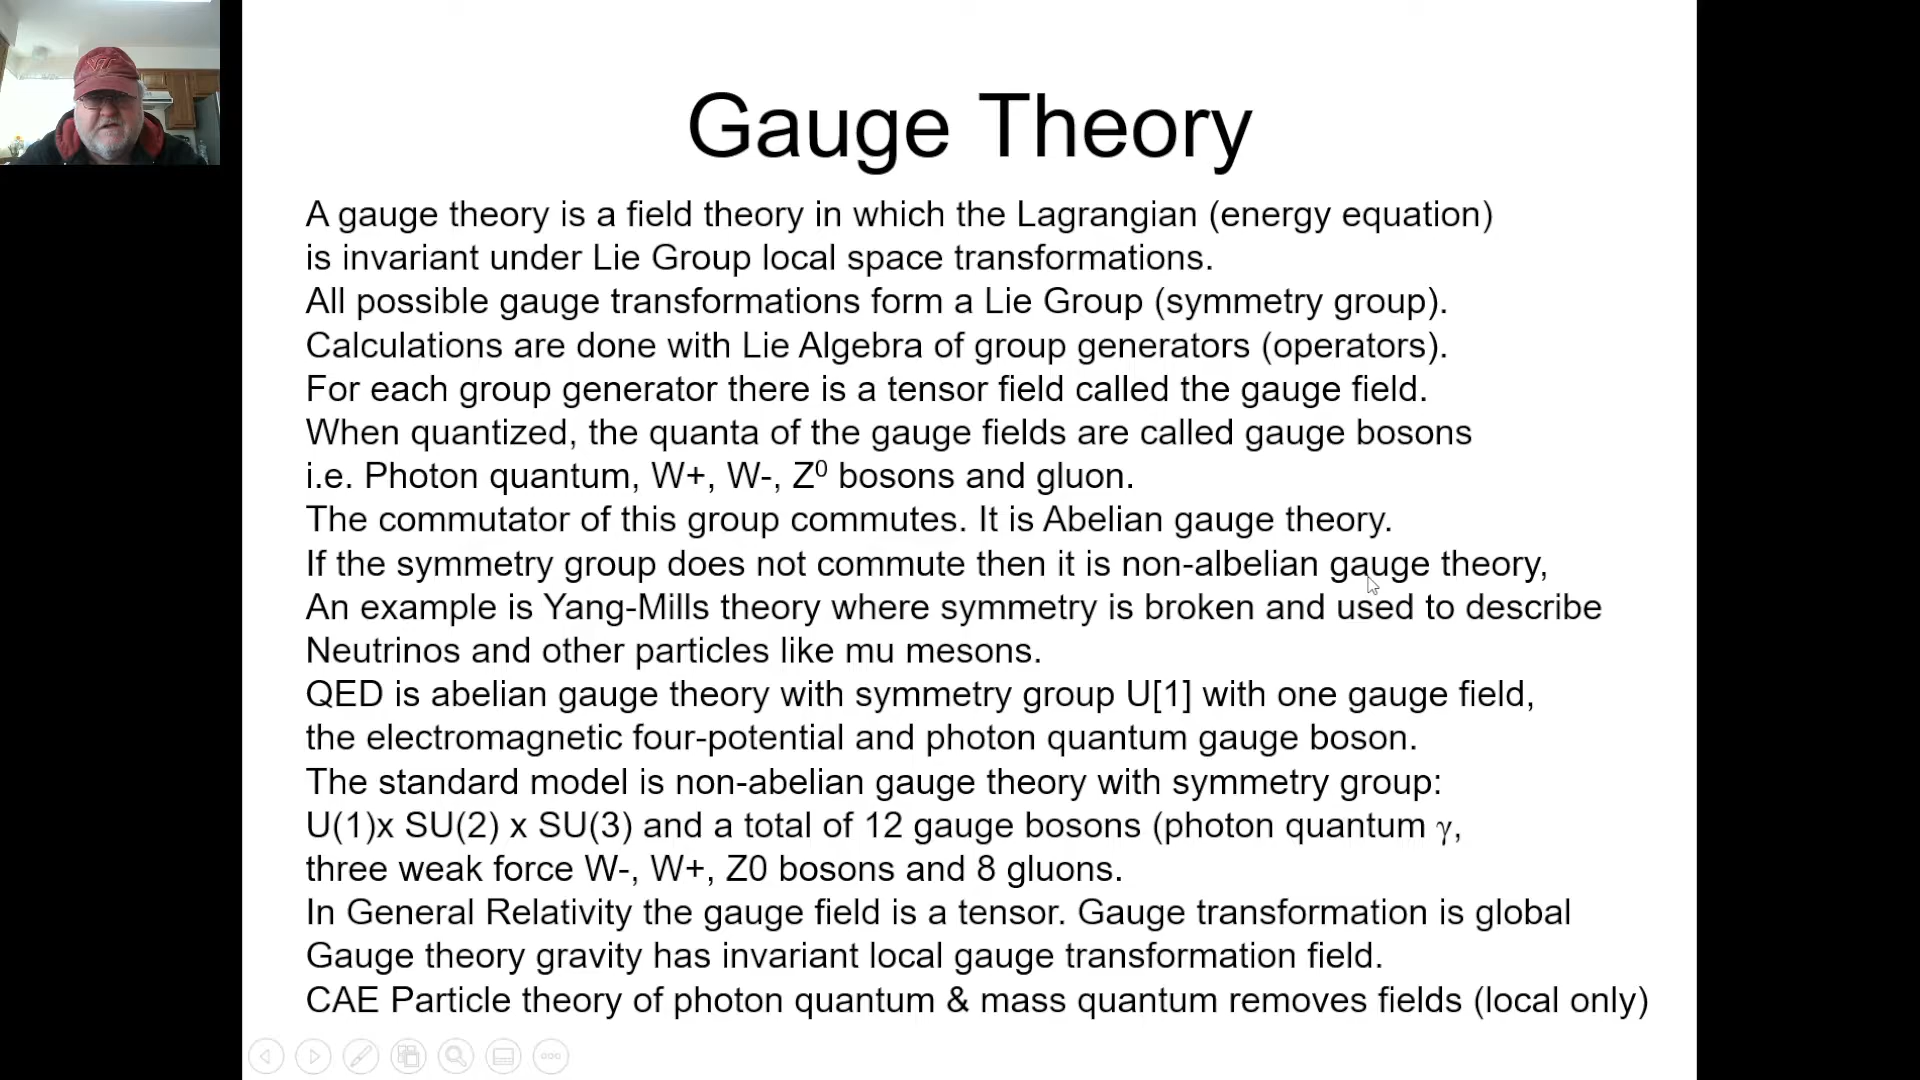 Gauge Theory
A gauge theory is a field theory in which the Lagrangian (energy equation)
is invariant under Lie Group local space transformations.
All possible gauge transformations form a Lie Group (symmetry group).
Calculations are done with Lie Algebra of group generators (operators).
For each group generator there is a tensor field called the gauge field.
When quantized, the quanta of the gauge fields are called gauge bosons
i.e. Photon quantum, W+, W-, Z⁰ bosons and gluon.
The commutator of this group commutes. It is Abelian gauge theory.
If the symmetry group does not commute then it is non-albelian gauge theory,
An example is Yang-Mills theory where symmetry is broken and used to describe
Neutrinos and other particles like mu mesons.
QED is abelian gauge theory with symmetry group U[1] with one gauge field,
the electromagnetic four-potential and photon quantum gauge boson.
The standard model is non-abelian gauge theory with symmetry group:
U(1)x SU(2) x SU(3) and a total of 12 gauge bosons (photon quantum γ,
three weak force W-, W+, Z0 bosons and 8 gluons.
In General Relativity the gauge field is a tensor. Gauge transformation is global
Gauge theory gravity has invariant local gauge transformation field.
CAE Particle theory of photon quantum & mass quantum removes fields (local only)